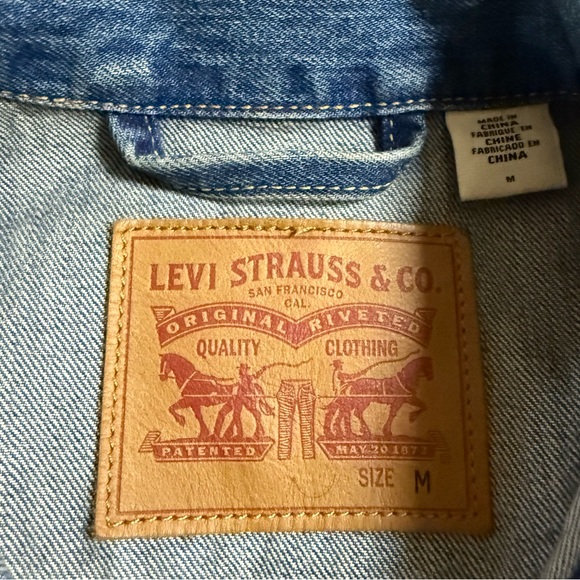 MADE IN
CHINA
FABRIQUE EN
CHINE
FABRICADO EN
CHINA
M
LEVI STRAUSS & CO.
SAN FRANCISCO
CAL.
ORIGINAL RIVETED
QUALITY CLOTHING
PATENTED MAY 20 1873
SIZE M